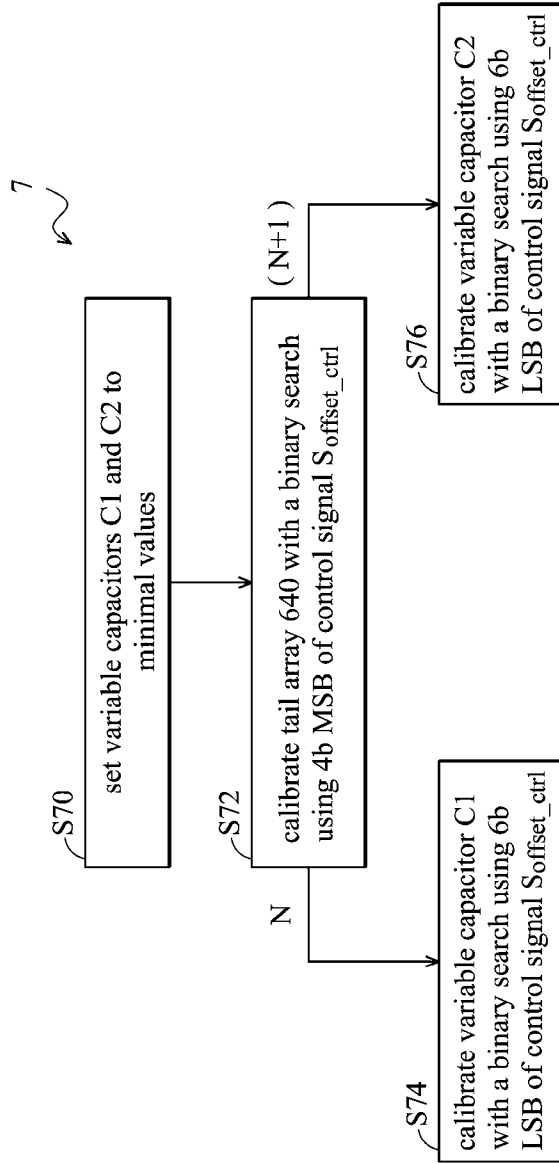 7
S70
set variable capacitors C1 and C2 to
minimal values
S72
calibrate tail array 640 with a binary search
using 4b MSB of control signal Soffset_ctrl
N
(N+1)
S74
calibrate variable capacitor C1
with a binary search using 6b
LSB of control signal Soffset_ctrl
S76
calibrate variable capacitor C2
with a binary search using 6b
LSB of control signal Soffset_ctrl